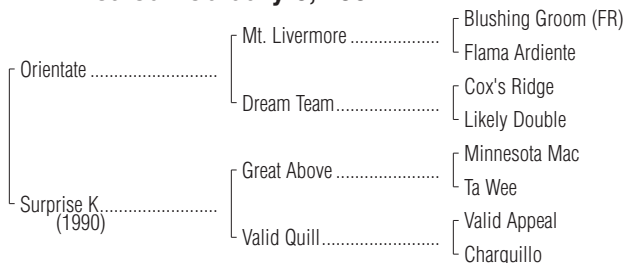 Blushing Groom (FR)
Mt. Livermore ....................
Flama Ardiente
Orientate ............................
Cox's Ridge
Dream Team.......................
Likely Double
Minnesota Mac
Great Above .......................
Ta Wee
Surprise K..........................
(1990)
Valid Appeal
Valid Quill..........................
Charquillo